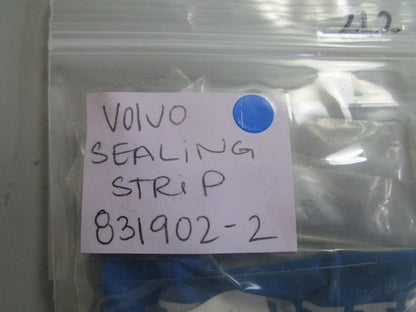 VOLVO
SEALING
STRIP
831902-2